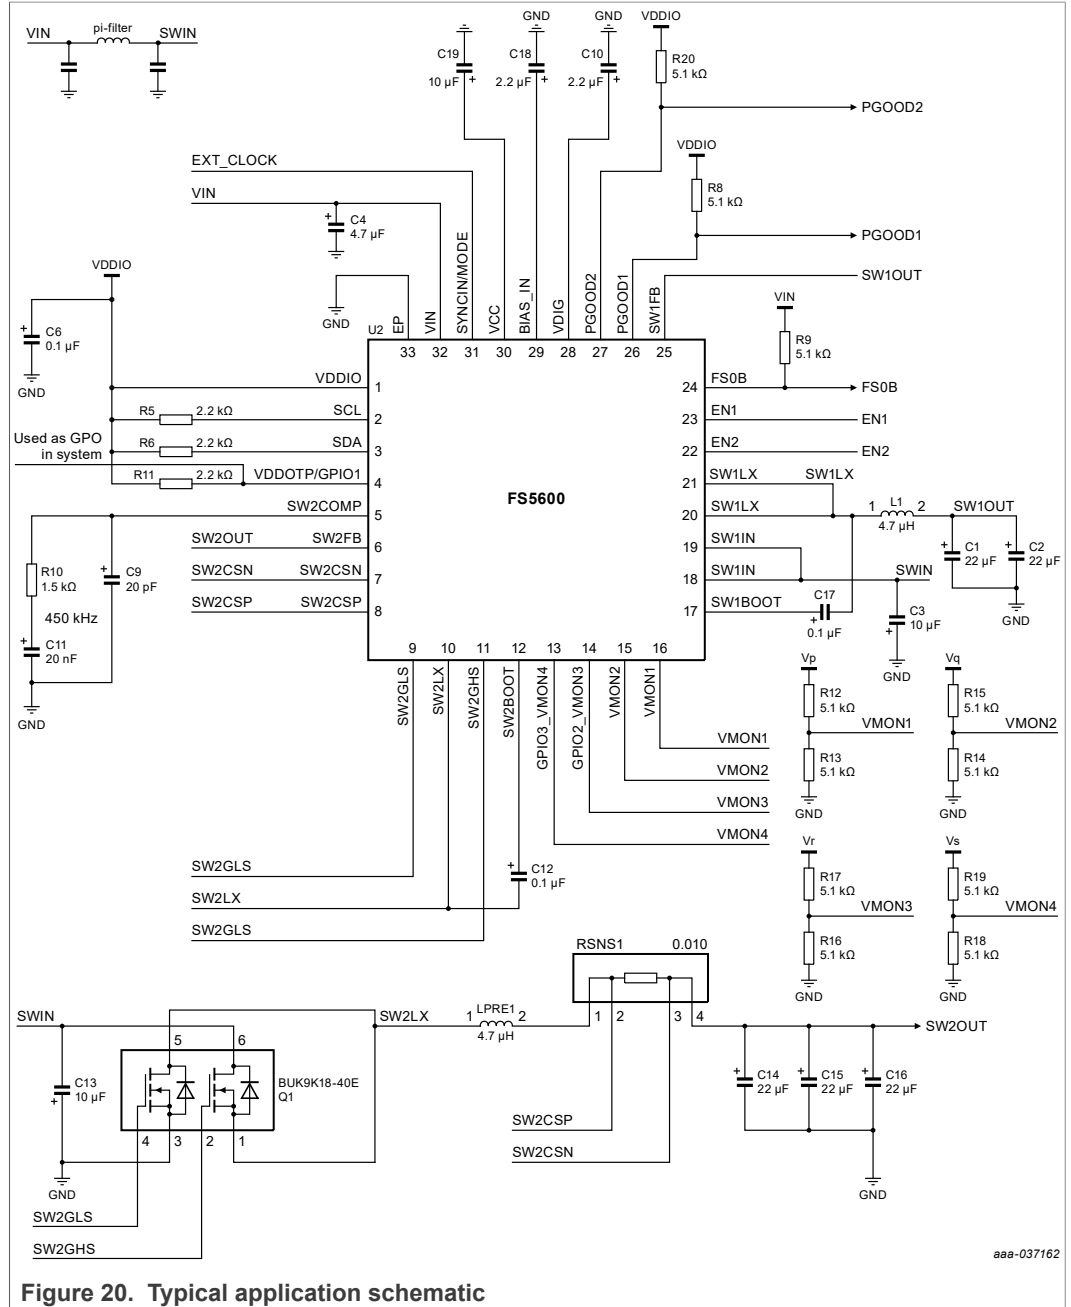 VIN
pi-filter
SWIN
C19
10 µF
+
GND
C18
2.2 µF
+
GND
C10
2.2 µF
+
VDDIO
R20
5.1 kΩ
PGOOD2
VDDIO
R8
5.1 kΩ
PGOOD1
EXT_CLOCK
VIN
+
C4
4.7 µF
SW1OUT
VDDIO
+
C6
0.1 µF
GND
GND
U2
EP
VIN
SYNCIN/MODE
VCC
BIAS_IN
VDIG
PGOOD2
PGOOD1
SW1FB
33
32
31
30
29
28
27
26
25
VIN
R9
5.1 kΩ
VDDIO
1
24
FS0B
FS0B
R5
2.2 kΩ
SCL
2
23
EN1
EN1
Used as GPO
in system
R6
2.2 kΩ
SDA
3
22
EN2
EN2
R11
2.2 kΩ
VDDOTP/GPIO1
4
21
SW1LX
SW1LX
FS5600
SW2COMP
5
20
SW1LX
1
L1
2
4.7 µH
SW1OUT
SW2OUT
SW2FB
6
19
SW1IN
+
C1
22 µF
+
C2
22 µF
GND
SW2CSN
SW2CSN
7
18
SW1IN
SWIN
SW2CSP
SW2CSP
8
17
SW1BOOT
C17
+
0.1 µF
+
C3
10 µF
GND
R10
1.5 kΩ
+
C9
20 pF
450 kHz
+
C11
20 nF
GND
9
10
11
12
13
14
15
16
SW2GLS
SW2LX
SW2GHS
SW2BOOT
GPIO3_VMON4
GPIO2_VMON3
VMON2
VMON1
VMON1
VMON2
VMON3
VMON4
Vp
R12
5.1 kΩ
VMON1
R13
5.1 kΩ
GND
Vq
R15
5.1 kΩ
VMON2
R14
5.1 kΩ
GND
Vr
R17
5.1 kΩ
VMON3
R16
5.1 kΩ
GND
Vs
R19
5.1 kΩ
VMON4
R18
5.1 kΩ
GND
SW2GLS
+
C12
0.1 µF
SW2LX
SW2GLS
RSNS1
0.010
1
2
3
4
SWIN
SW2LX
1
LPRE1
2
4.7 µH
SW2OUT
5
6
C13
+
10 µF
BUK9K18-40E
Q1
4
3
2
1
GND
SW2GLS
SW2GHS
SW2CSP
SW2CSN
+
C14
22 µF
+
C15
22 µF
+
C16
22 µF
GND
aaa-037162
Figure 20. Typical application schematic